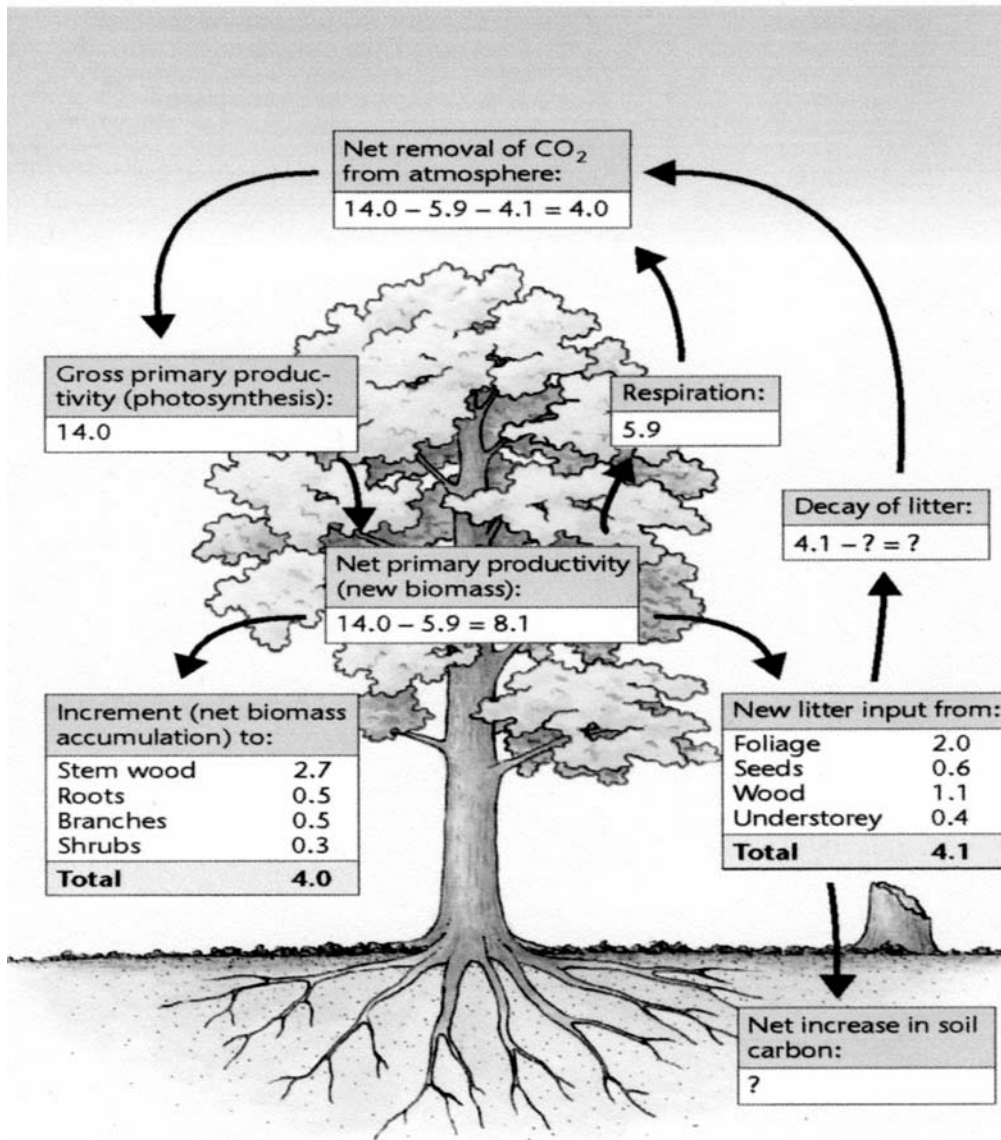 Net removal of CO₂
from atmosphere:
14.0 – 5.9 – 4.1 = 4.0
Gross primary produc-
tivity (photosynthesis):
14.0
Respiration:
5.9
Decay of litter:
4.1 – ? = ?
Net primary productivity
(new biomass):
14.0 – 5.9 = 8.1
Increment (net biomass
accumulation) to:
Stem wood 2.7
Roots 0.5
Branches 0.5
Shrubs 0.3
Total 4.0
New litter input from:
Foliage 2.0
Seeds 0.6
Wood 1.1
Understorey 0.4
Total 4.1
Net increase in soil
carbon:
?